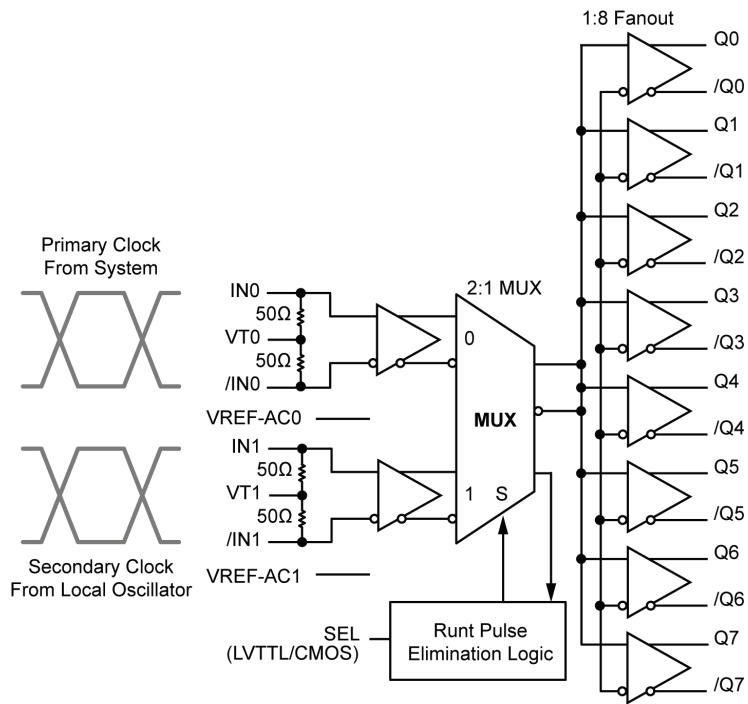 1:8 Fanout
Q0
/Q0
Q1
/Q1
Q2
/Q2
Q3
/Q3
Q4
/Q4
Q5
/Q5
Q6
/Q6
Q7
/Q7
Primary Clock
From System
IN0
50Ω
VT0
50Ω
/IN0
VREF-AC0
IN1
50Ω
VT1
50Ω
/IN1
VREF-AC1
Secondary Clock
From Local Oscillator
2:1 MUX
0
MUX
1 S
SEL
(LVTTL/CMOS)
Runt Pulse
Elimination Logic